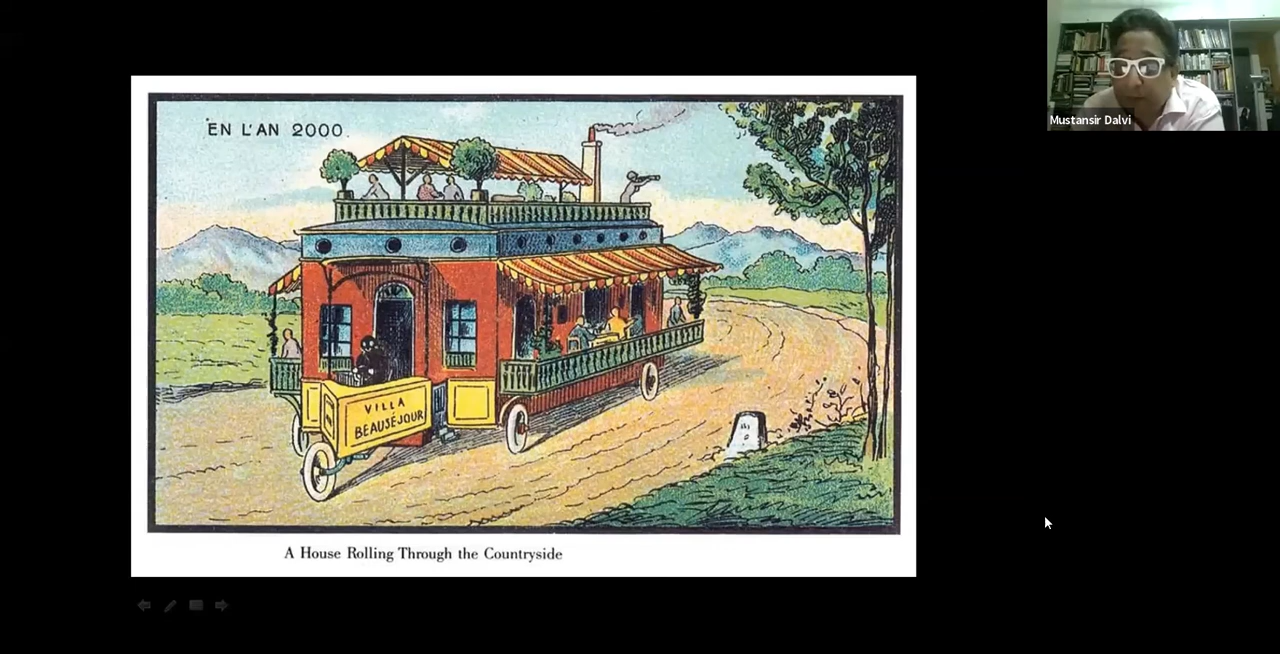 Mustansir Dalvi
EN L'AN 2000.
VILLA
BEAUSÉJOUR
A House Rolling Through the Countryside